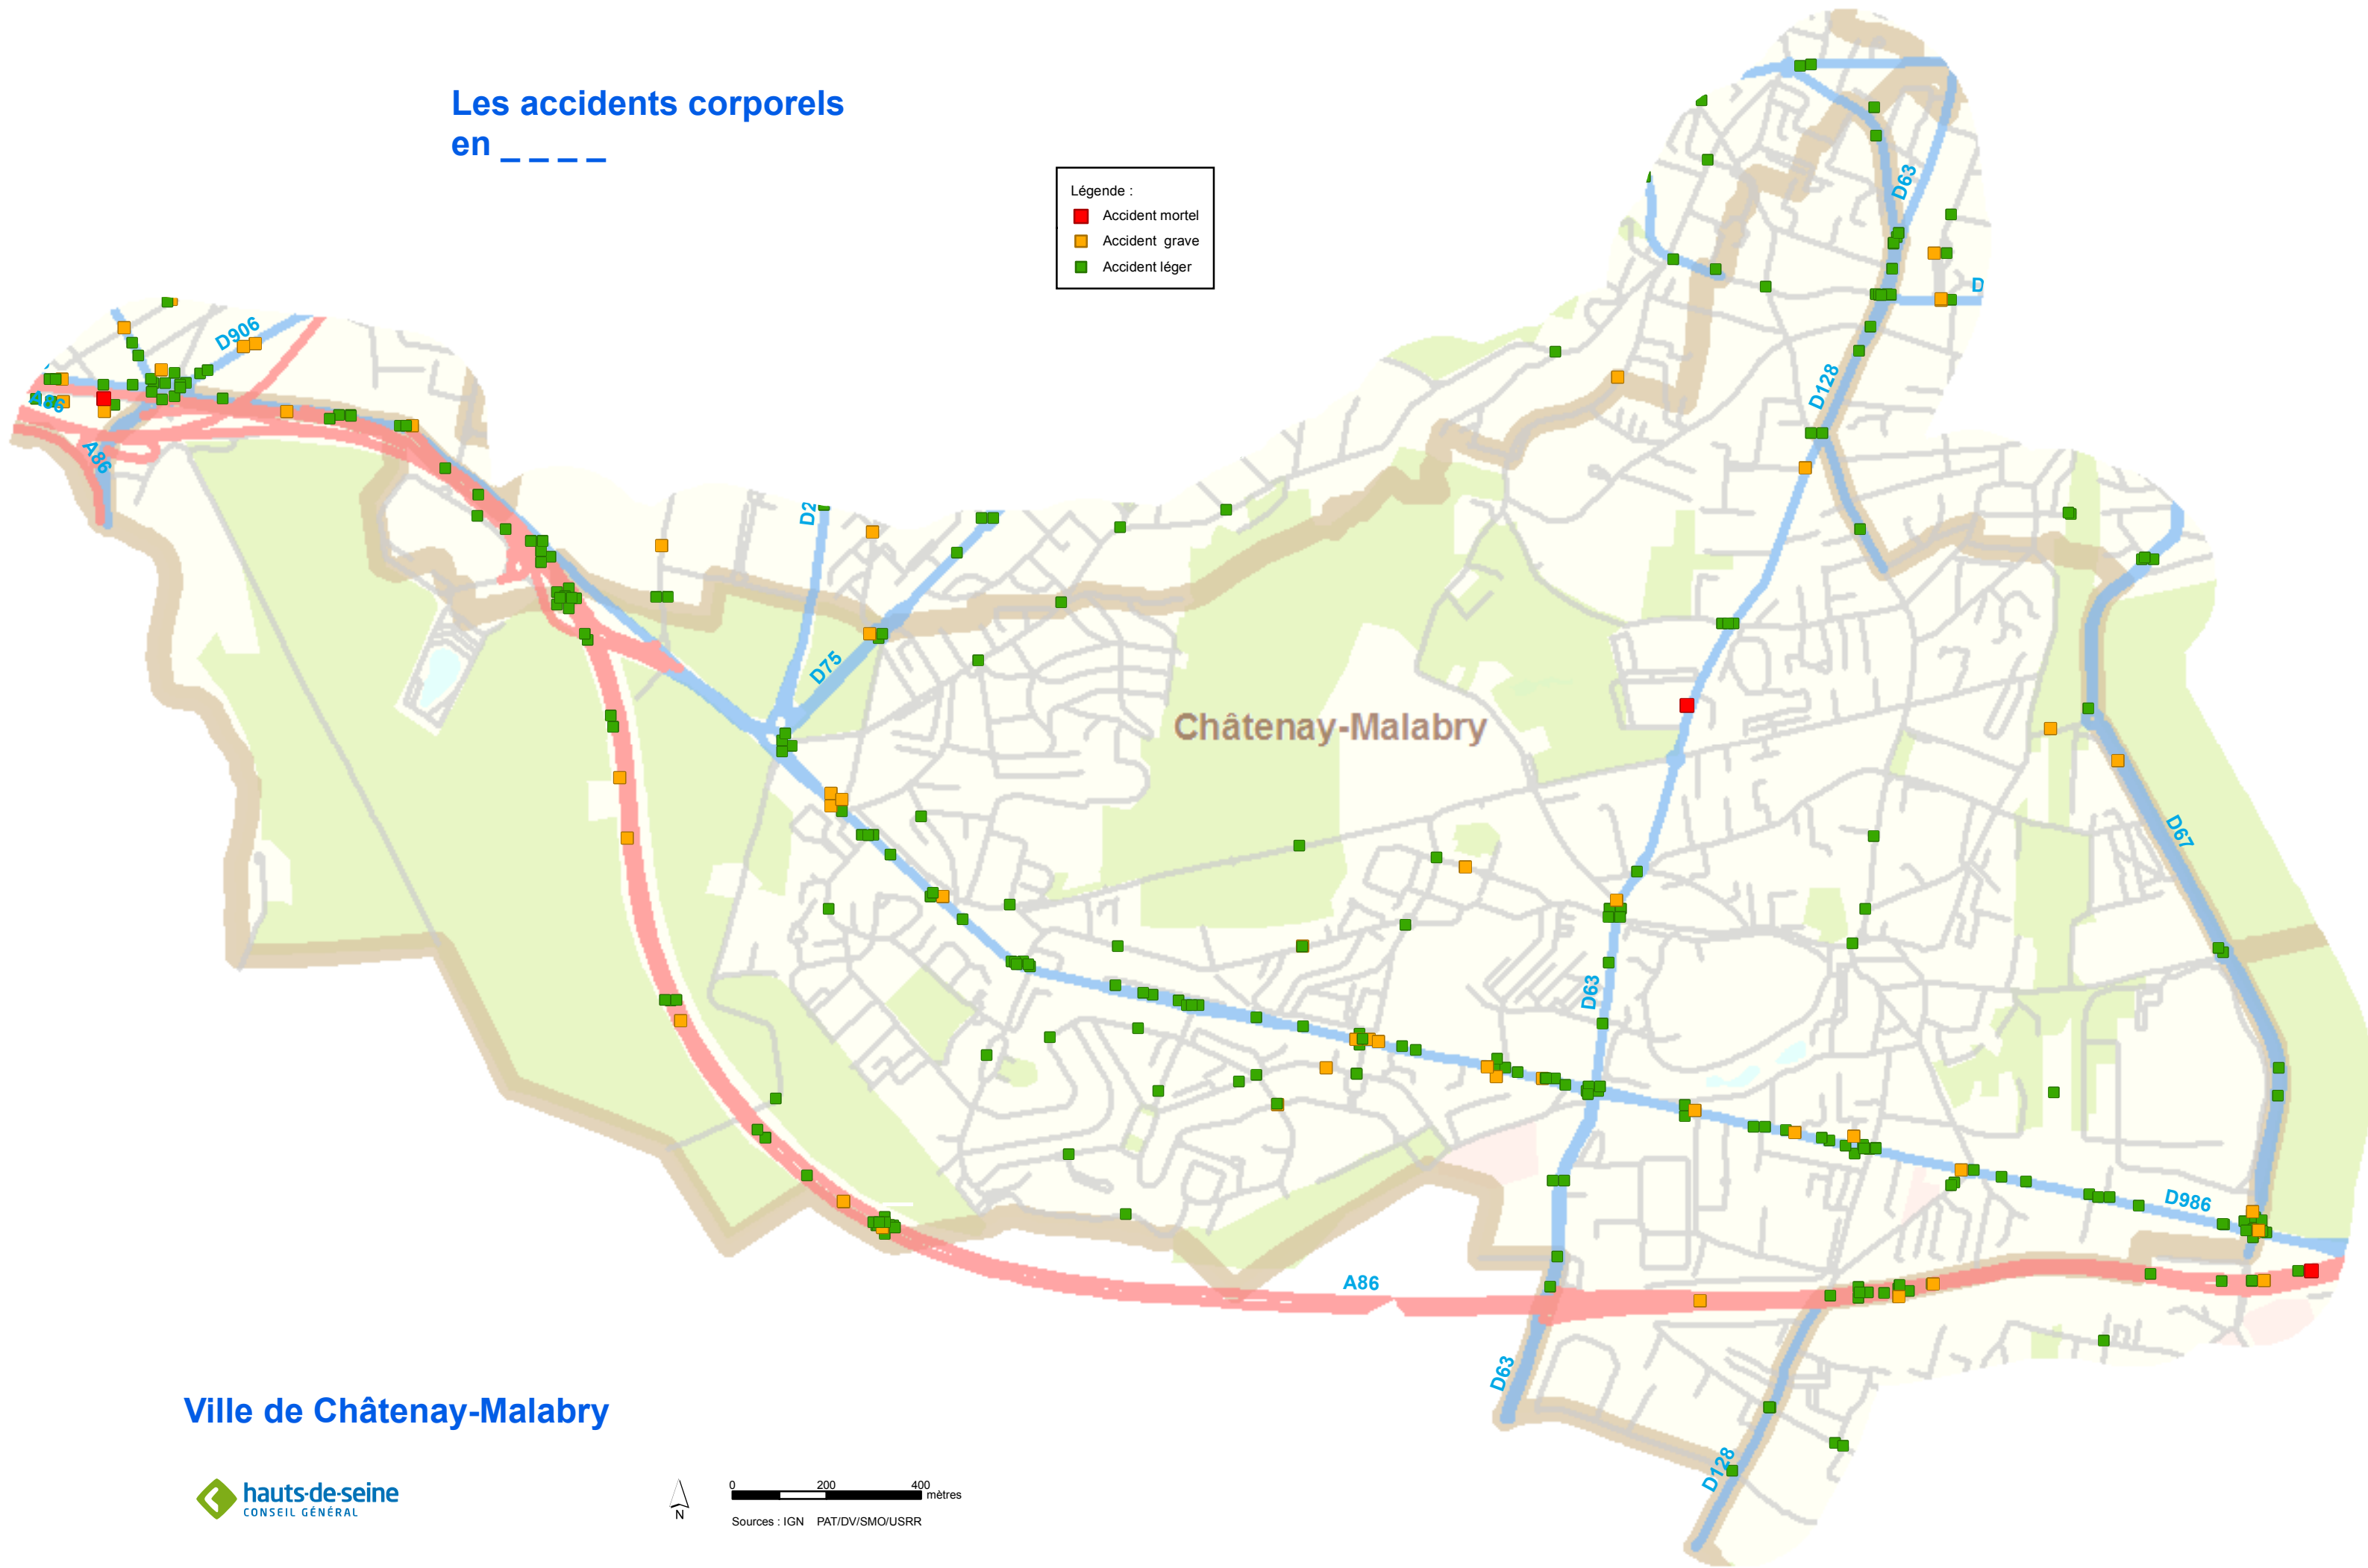 Les accidents corporels
en _ _ _ _
Légende :
Accident mortel
Accident grave
Accident léger
D63
D
D906
D128
A86
A86
D2
D75
Châtenay-Malabry
D67
D63
D986
A86
D63
D128
Ville de Châtenay-Malabry
hauts-de-seine
CONSEIL GÉNÉRAL
N
0 200 400
mètres
Sources : IGN PAT/DV/SMO/USRR